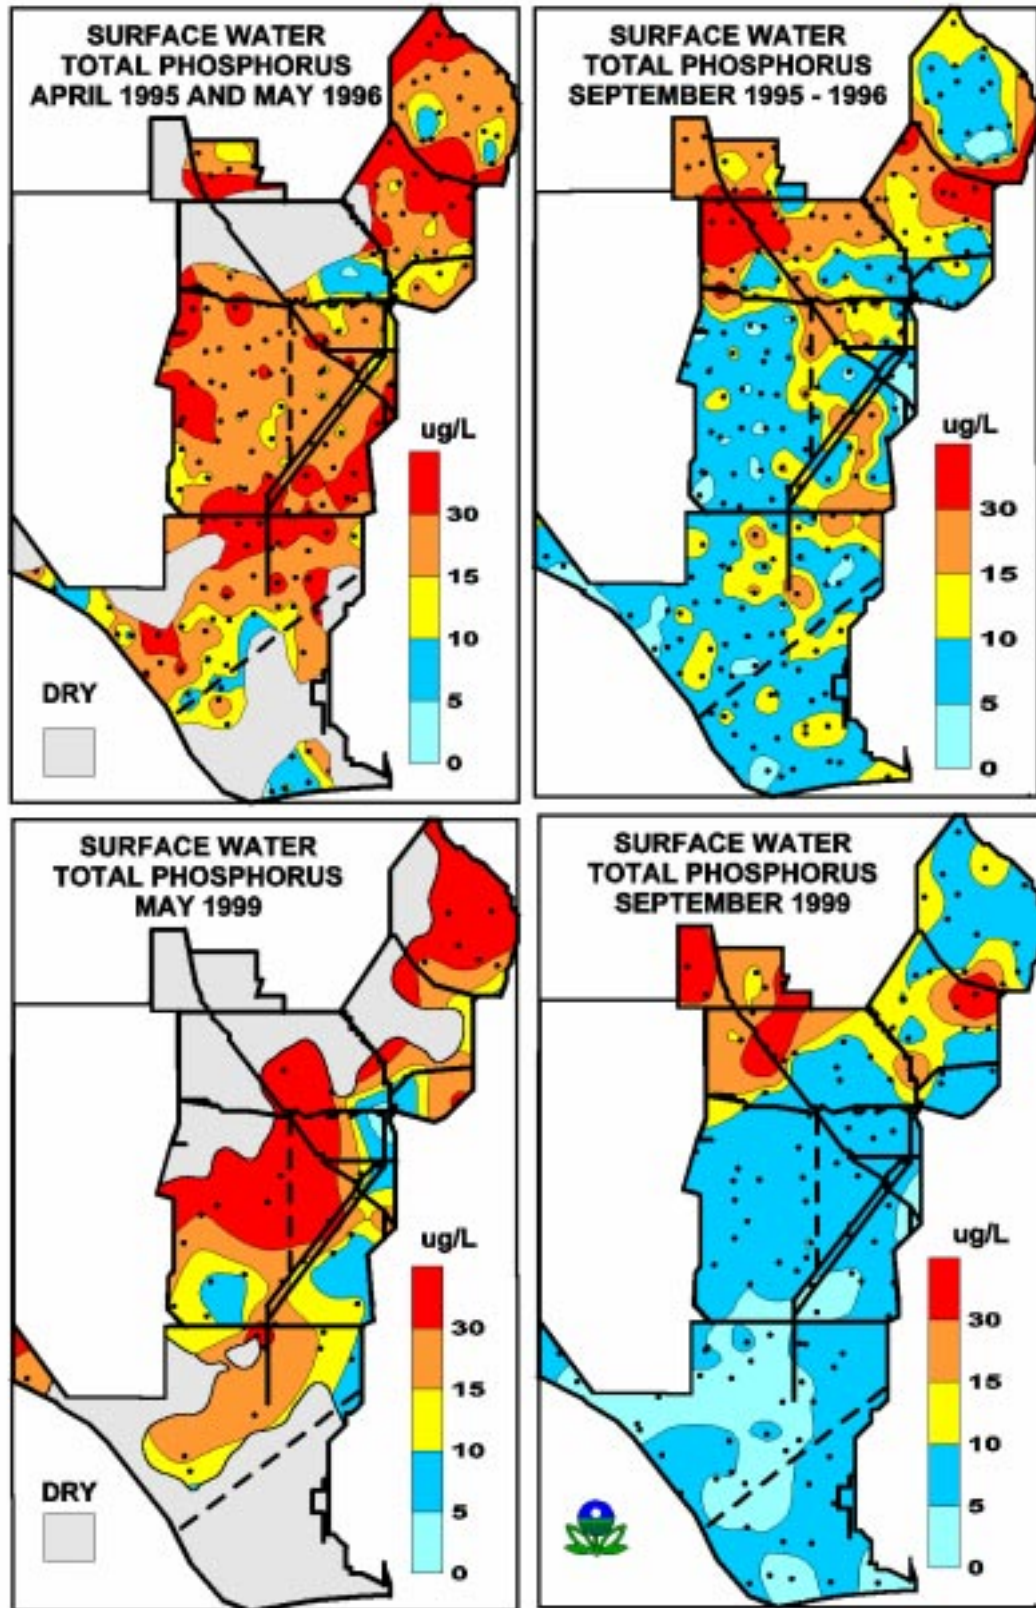 SURFACE WATER
TOTAL PHOSPHORUS
APRIL 1995 AND MAY 1996
ug/L
30
15
10
5
0
DRY
SURFACE WATER
TOTAL PHOSPHORUS
SEPTEMBER 1995 - 1996
ug/L
30
15
10
5
0
SURFACE WATER
TOTAL PHOSPHORUS
MAY 1999
ug/L
30
15
10
5
0
DRY
SURFACE WATER
TOTAL PHOSPHORUS
SEPTEMBER 1999
ug/L
30
15
10
5
0